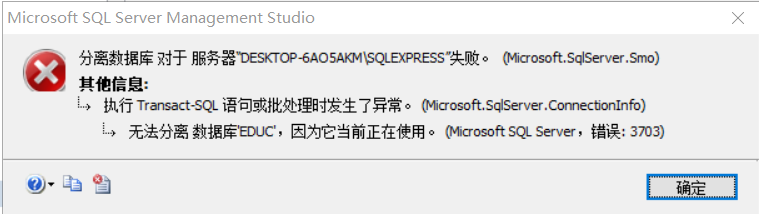 Microsoft SQL Server Management Studio
分离数据库 对于 服务器“DESKTOP-6AO5AKM\SQLEXPRESS”失败。 (Microsoft.SqlServer.Smo)
其他信息:
执行 Transact-SQL 语句或批处理时发生了异常。 (Microsoft.SqlServer.ConnectionInfo)
无法分离 数据库'EDUC'，因为它当前正在使用。 (Microsoft SQL Server，错误: 3703)
确定